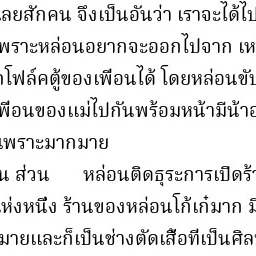 ลยสักคน จึงเป็นอันว่า เราจะได้ไป
พราะหล่อนอยากจะออกไปจาก เห
โฟล์คตู้ของเพื่อนได้ โดยหล่อนขับ
พื่อนของแม่ไปกันพร้อมหน้ามีน้าอ
เพราะมากมาย
น ส่วน หล่อนติดธุระการเปิดร้า
ห่งหนึ่ง ร้านของหล่อนโก้เก๋มาก มี
มายและก็เป็นช่างตัดเสื้อที่เป็นศิล